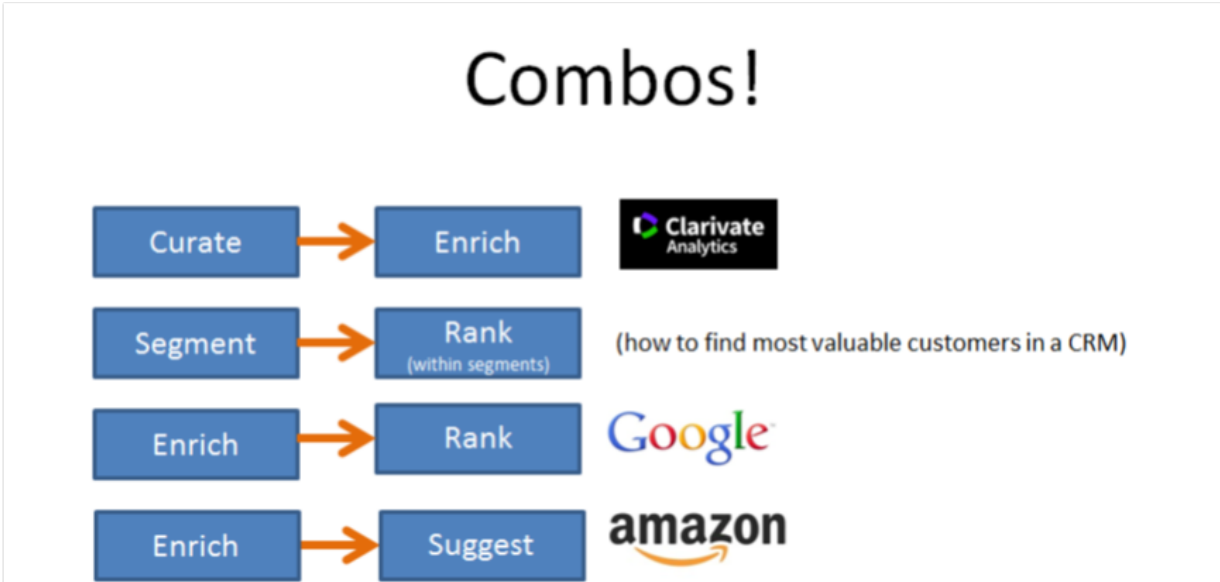 Combos!
Curate
Enrich
Clarivate
Analytics
Segment
Rank
(within segments)
(how to find most valuable customers in a CRM)
Enrich
Rank
Google
Enrich
Suggest
amazon